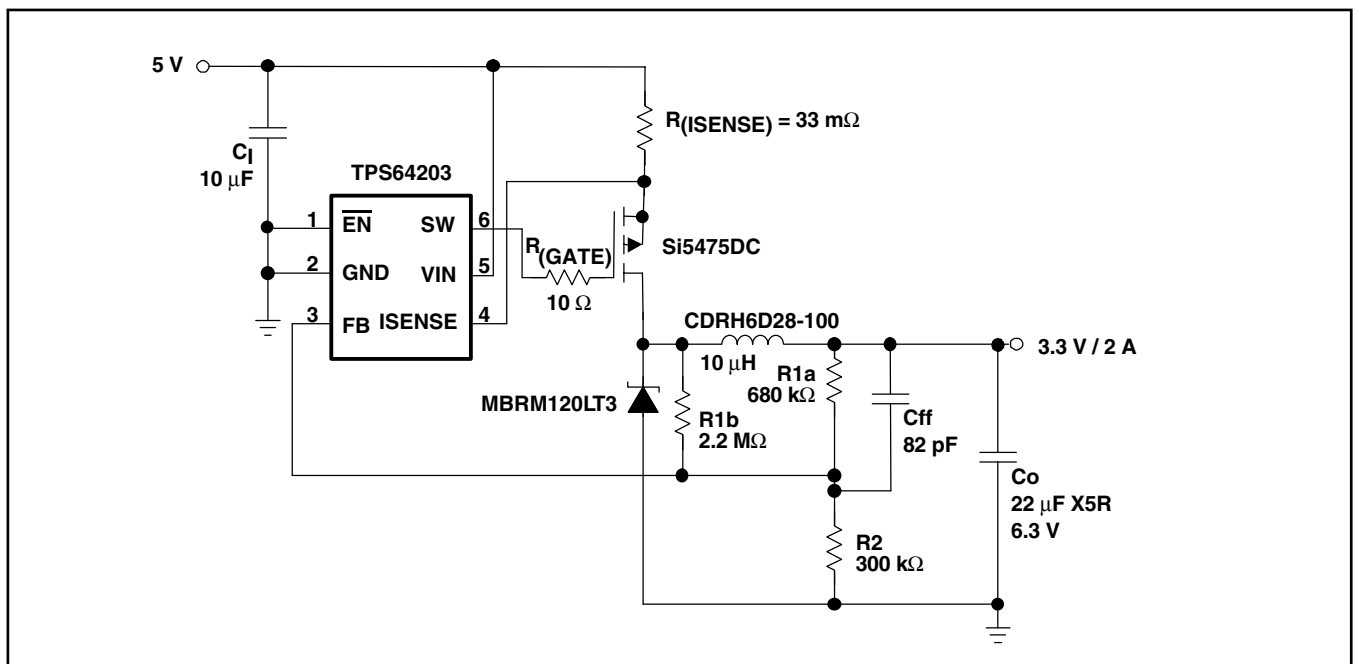 5 V
R(ISENSE) = 33 mΩ
CI
10 μF
TPS64203
1
EN
SW
6
2
GND
VIN
5
3
FB
ISENSE
4
R(GATE)
10 Ω
Si5475DC
CDRH6D28-100
10 μH
3.3 V / 2 A
R1a
680 kΩ
MBRM120LT3
R1b
2.2 MΩ
Cff
82 pF
Co
22 μF X5R
6.3 V
R2
300 kΩ